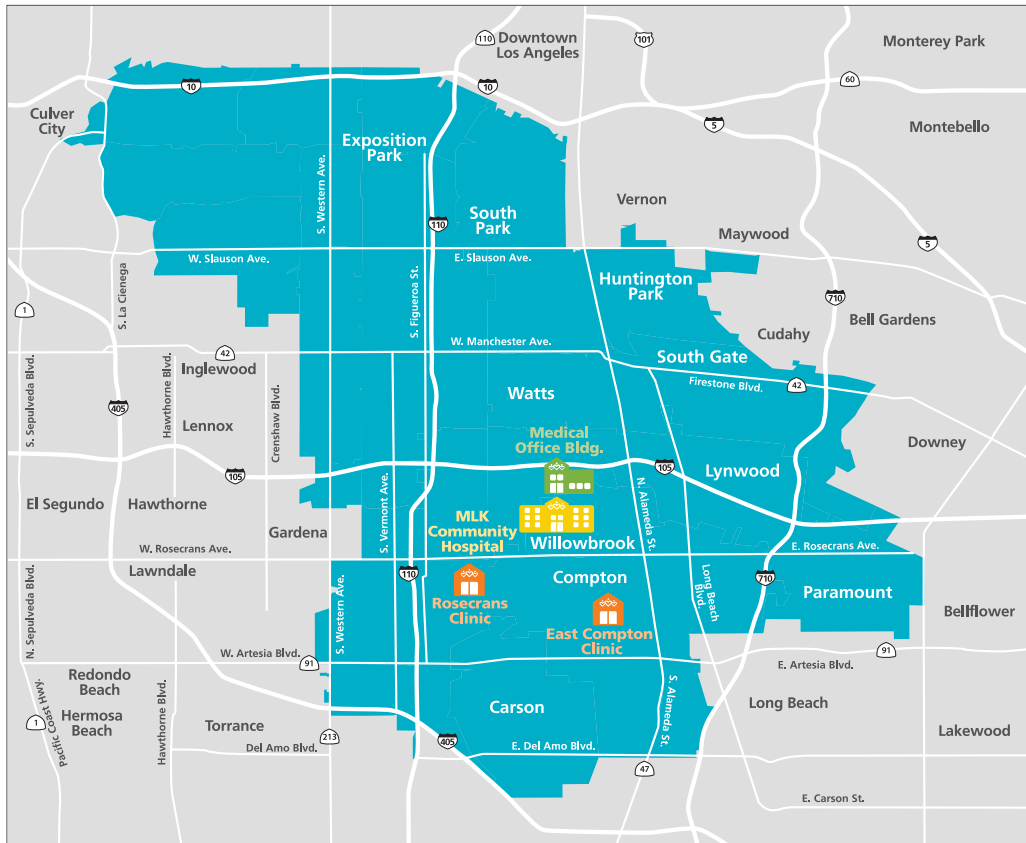 110
Downtown
Los Angeles
101
Monterey Park
10
10
60
Culver
City
5
Montebello
Exposition
Park
S. Western Ave.
Vernon
110
South
Park
Maywood
5
W. Slauson Ave.
E. Slauson Ave.
S. La Cienega
S. Figueroa St.
Huntington
Park
1
710
Bell Gardens
Cudahy
W. Manchester Ave.
42
Inglewood
South Gate
Firestone Blvd.
42
S. Sepulveda Blvd.
405
Hawthorne Blvd.
Crenshaw Blvd.
Watts
Lennox
Medical
Office Bldg.
Downey
105
105
Lynwood
El Segundo
Hawthorne
S. Vermont Ave.
N. Alameda St.
MLK
Community
Hospital
Gardena
Willowbrook
W. Rosecrans Ave.
E. Rosecrans Ave.
Lawndale
110
Compton
Long Beach
Blvd.
710
Paramount
N. Sepulveda Blvd.
S. Western Ave.
Rosecrans
Clinic
Bellflower
East Compton
Clinic
W. Artesia Blvd.
91
91
E. Artesia Blvd.
Redondo
Beach
S. Alameda St.
Pacific Coast Hwy.
Hawthorne Blvd.
1
Hermosa
Beach
Torrance
Carson
Long Beach
Lakewood
213
Del Amo Blvd.
405
E. Del Amo Blvd.
47
E. Carson St.